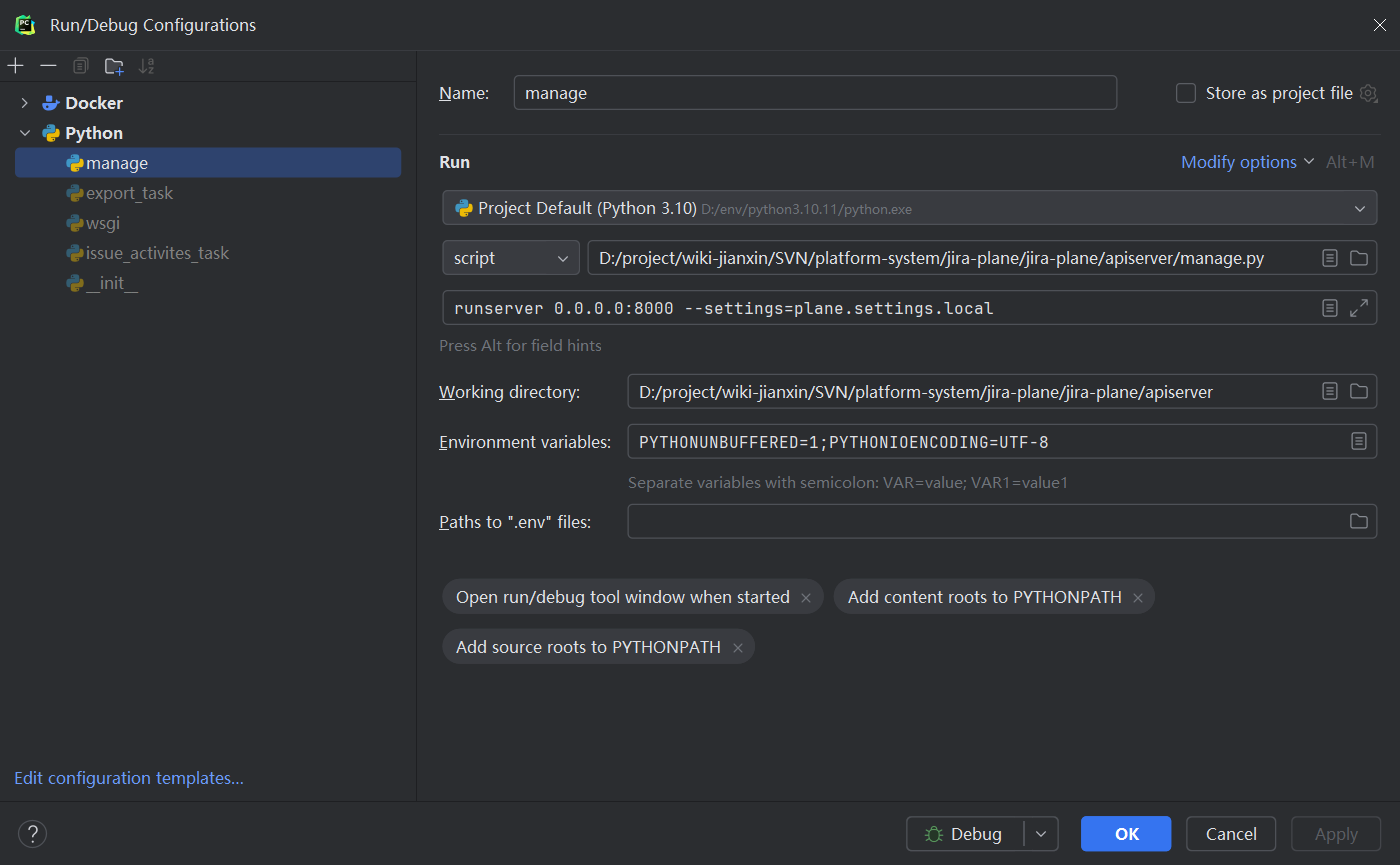 Run/Debug Configurations
Docker
Python
manage
export_task
wsgi
issue_activites_task
__init__
Edit configuration templates...
Name: manage Store as project file
Run Modify options Alt+M
Project Default (Python 3.10) D:/env/python3.10.11/python.exe
script D:/project/wiki-jianxin/SVN/platform-system/jira-plane/jira-plane/apiserver/manage.py
runserver 0.0.0.0:8000 --settings=plane.settings.local
Press Alt for field hints
Working directory: D:/project/wiki-jianxin/SVN/platform-system/jira-plane/jira-plane/apiserver
Environment variables: PYTHONUNBUFFERED=1;PYTHONIOENCODING=UTF-8
Separate variables with semicolon: VAR=value; VAR1=value1
Paths to ".env" files:
Open run/debug tool window when started Add content roots to PYTHONPATH
Add source roots to PYTHONPATH
? Debug OK Cancel Apply